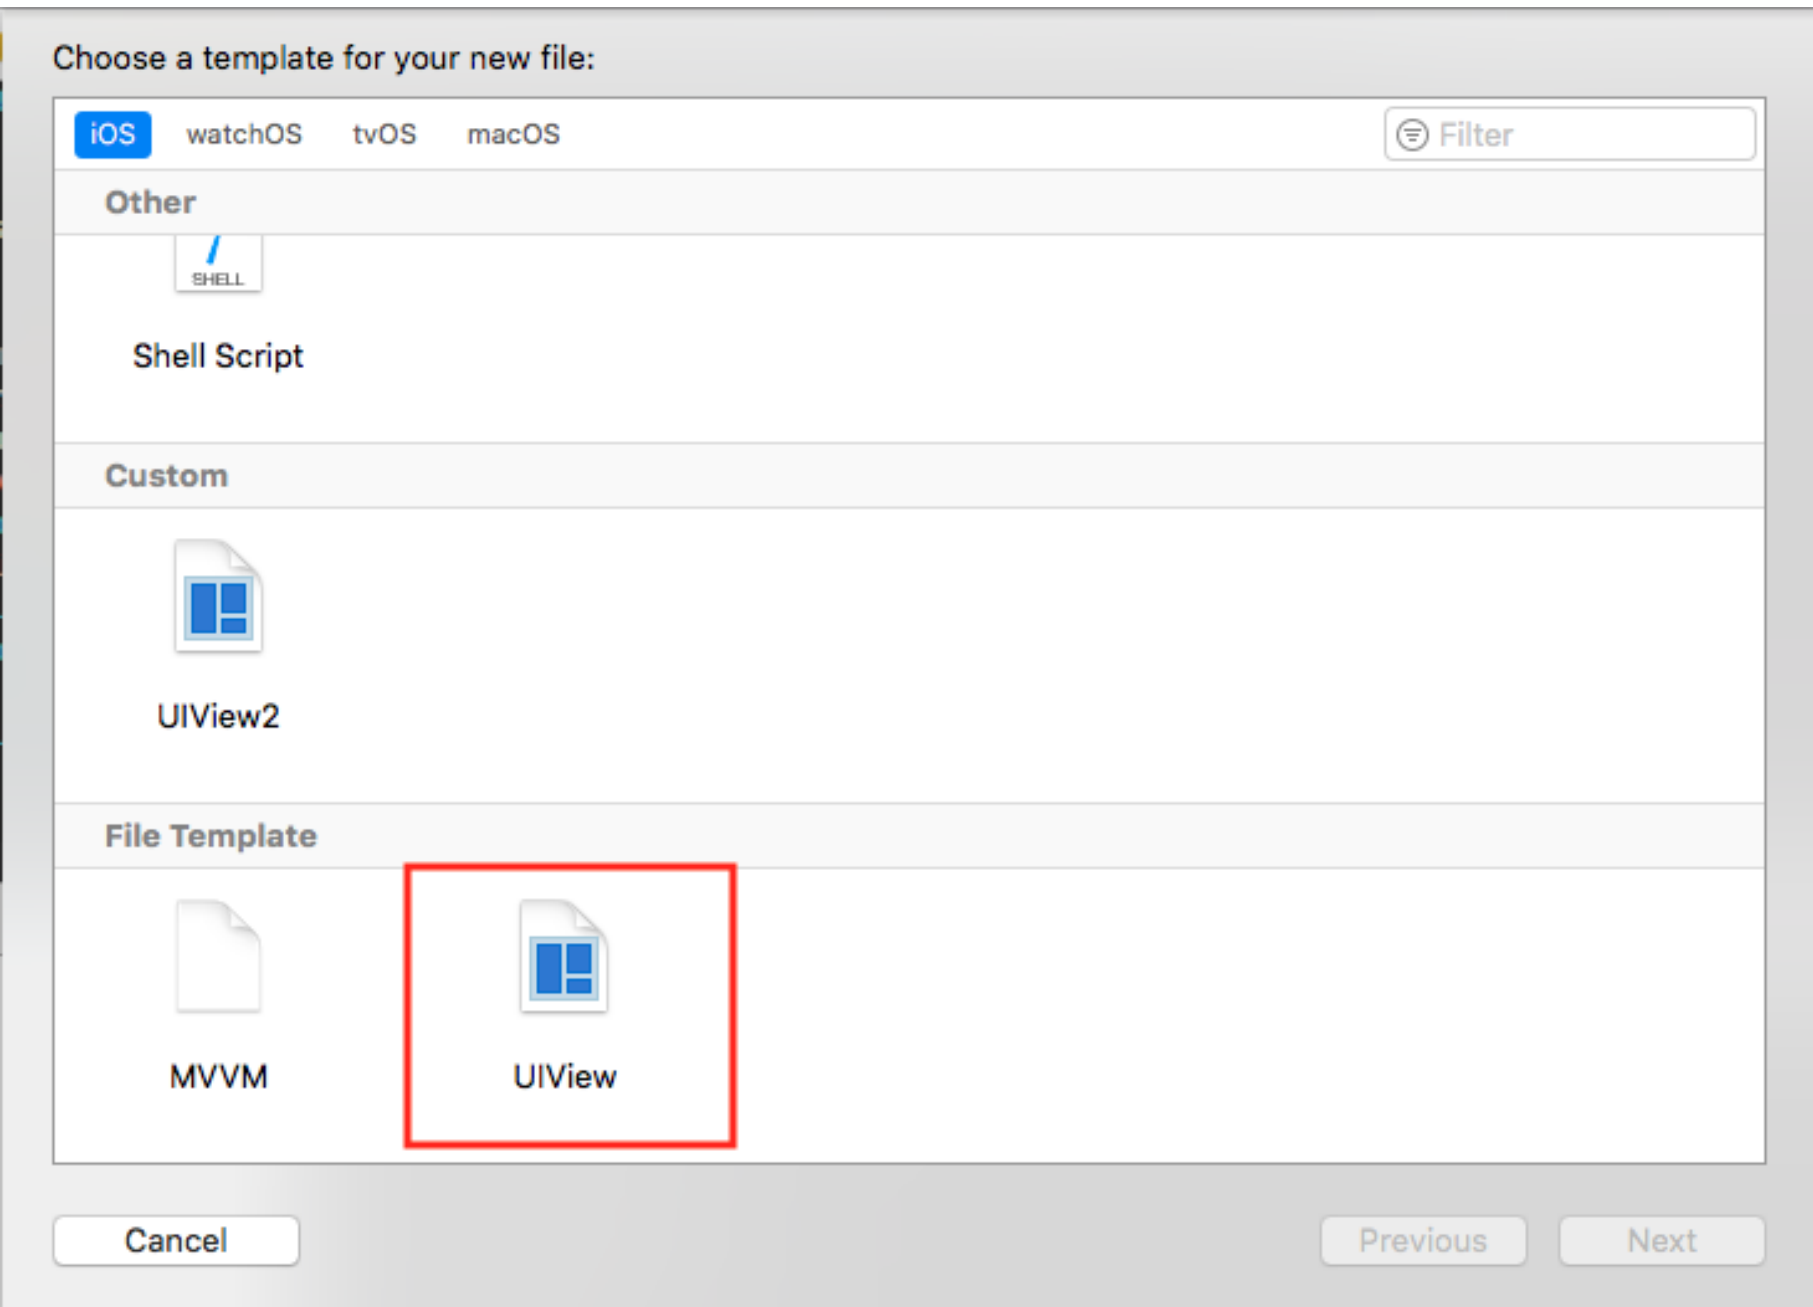 Choose a template for your new file:
iOS watchOS tvOS macOS Filter
Other
SHELL
Shell Script
Custom
UIView2
File Template
MVVM UIView
Cancel Previous Next